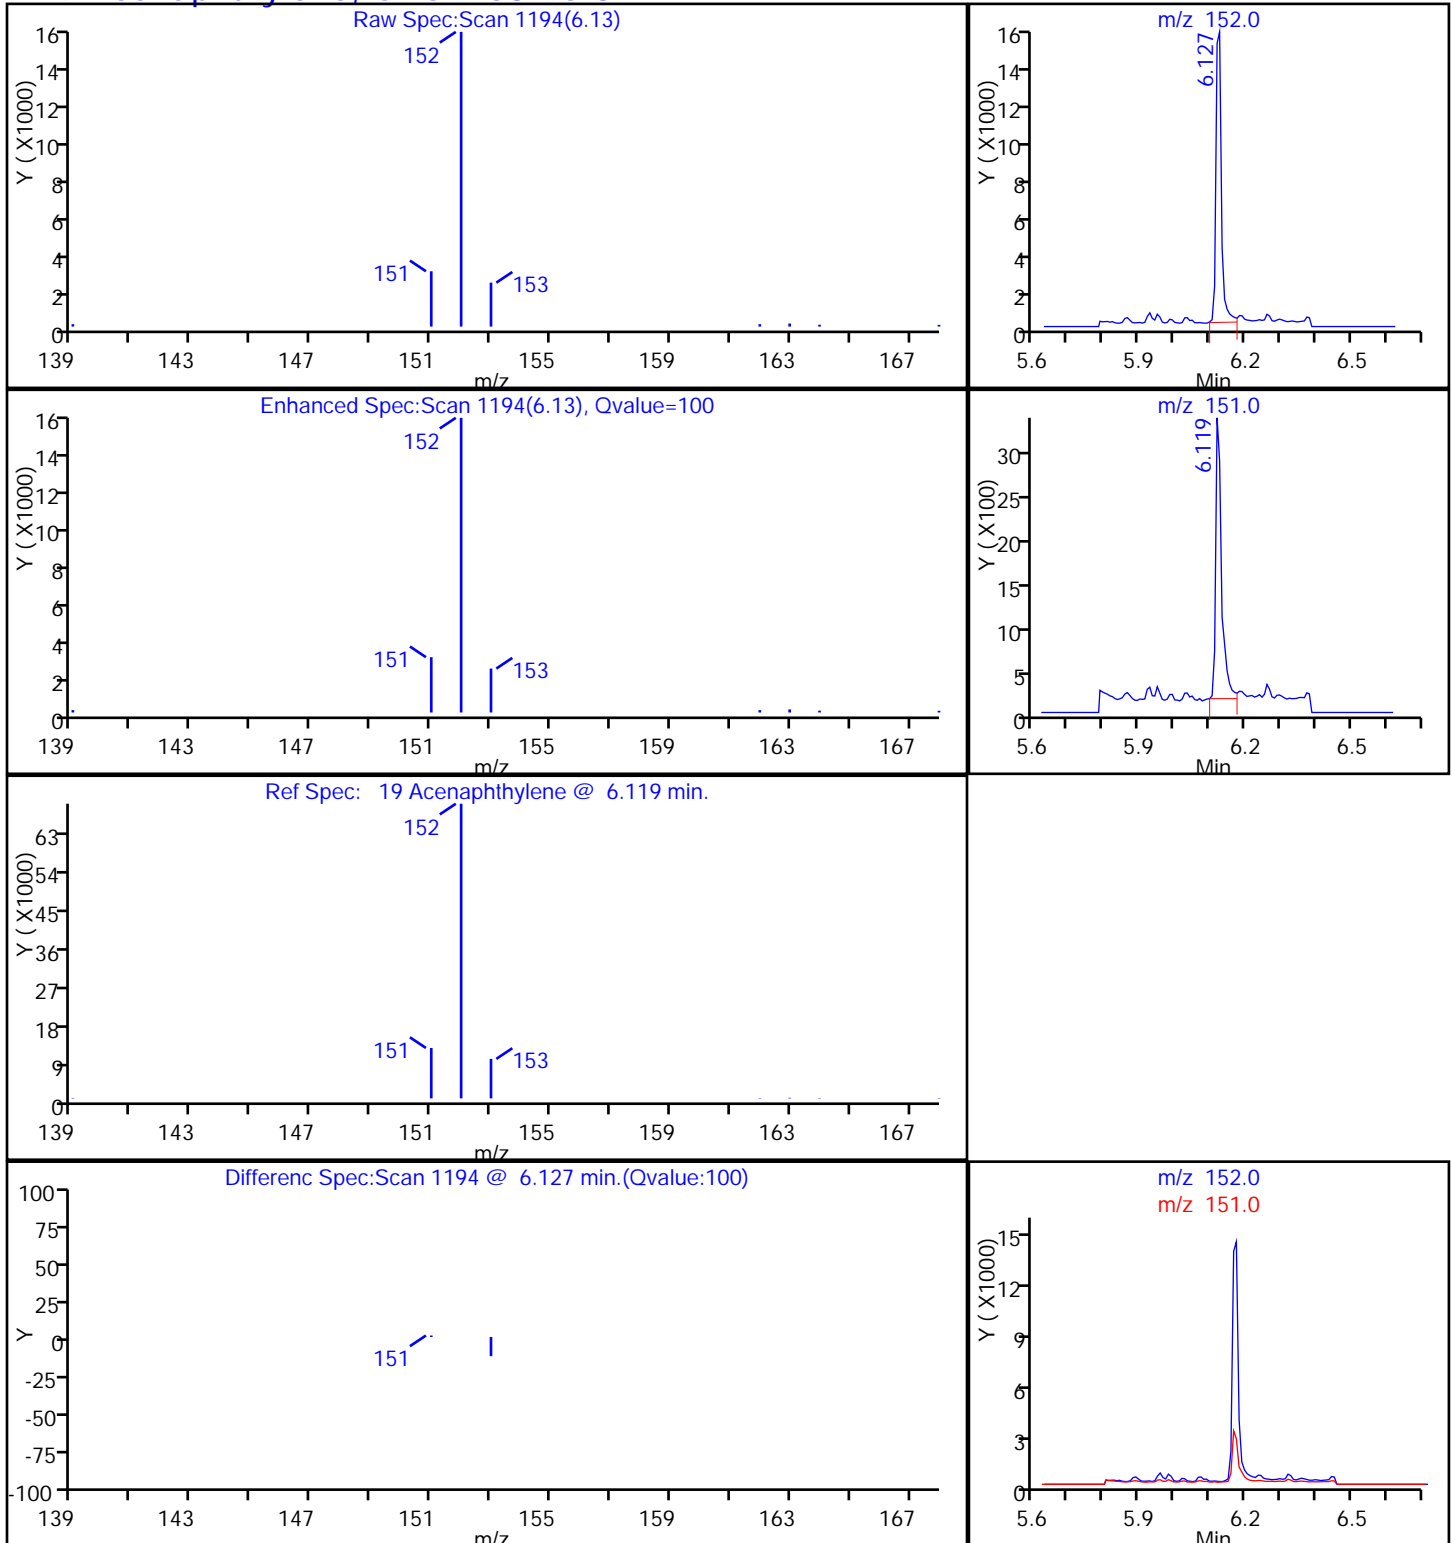 Raw Spec:Scan 1194(6.13)
Y ( X1000)
16
14
12
10
8
6
4
2
0
152
151
153
139 143 147 151 155 159 163 167
m/z
m/z 152.0
Y ( X1000)
16
14
12
10
8
6
4
2
0
6.127
5.6 5.9 6.2 6.5
Min
Enhanced Spec:Scan 1194(6.13), Qvalue=100
Y ( X1000)
16
14
12
10
8
6
4
2
0
152
151
153
139 143 147 151 155 159 163 167
m/z
m/z 151.0
Y ( X100)
30
25
20
15
10
5
0
6.119
5.6 5.9 6.2 6.5
Min
Ref Spec: 19 Acenaphthylene @ 6.119 min.
Y ( X1000)
63
54
45
36
27
18
9
0
152
151
153
139 143 147 151 155 159 163 167
m/z
Differenc Spec:Scan 1194 @ 6.127 min.(Qvalue:100)
Y
100
75
50
25
0
-25
-50
-75
-100
151
139 143 147 151 155 159 163 167
m/z
m/z 152.0
m/z 151.0
Y ( X1000)
15
12
9
6
3
0
5.6 5.9 6.2 6.5
Min